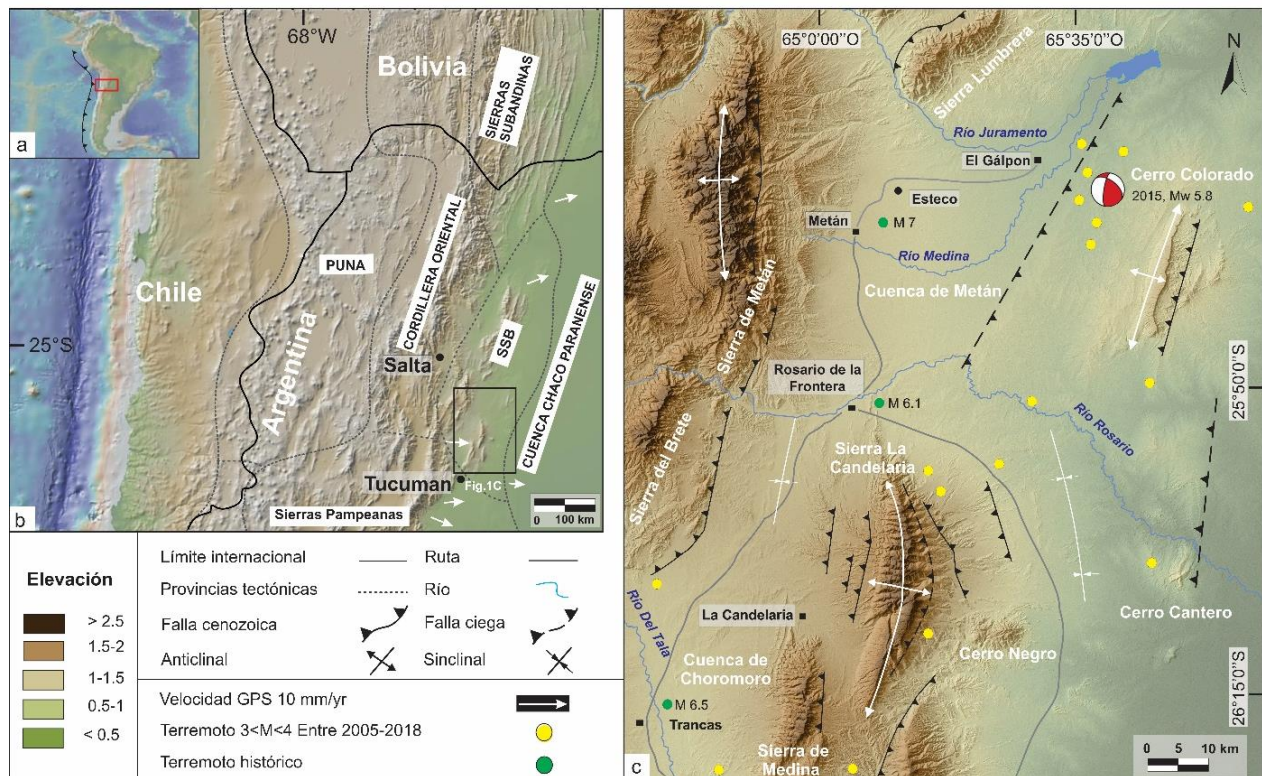 a
68°W
Bolivia
SIERRAS
SUBANDINAS
PUNA
CORDILLERA ORIENTAL
Chile
Argentina
SSB
CUENCA CHACO PARANENSE
25°S
Salta
Tucuman
Fig.1C
Sierras Pampeanas
0 100 km
b
Elevación
> 2.5
1.5-2
1-1.5
0.5-1
< 0.5
Límite internacional
Ruta
Provincias tectónicas
Río
Falla cenozoica
Falla ciega
Anticlinal
Sinclinal
Velocidad GPS 10 mm/yr
Terremoto 3<M<4 Entre 2005-2018
Terremoto histórico
65°0'0''O
65°35'0''O
N
Sierra Lumbrera
Río Juramento
El Gálpon
Cerro Colorado
2015, Mw 5.8
Esteco
Metán
M 7
Río Medina
Cuenca de Metán
Sierra de Metán
Rosario de la
Frontera
M 6.1
25°50'0''S
Río Rosario
Sierra del Brete
Sierra La
Candelaria
La Candelaria
Cerro Cantero
Río Del Tala
Cuenca de
Choromoro
Cerro Negro
M 6.5
Trancas
26°15'0''S
Sierra de
Medina
0 5 10 km
c